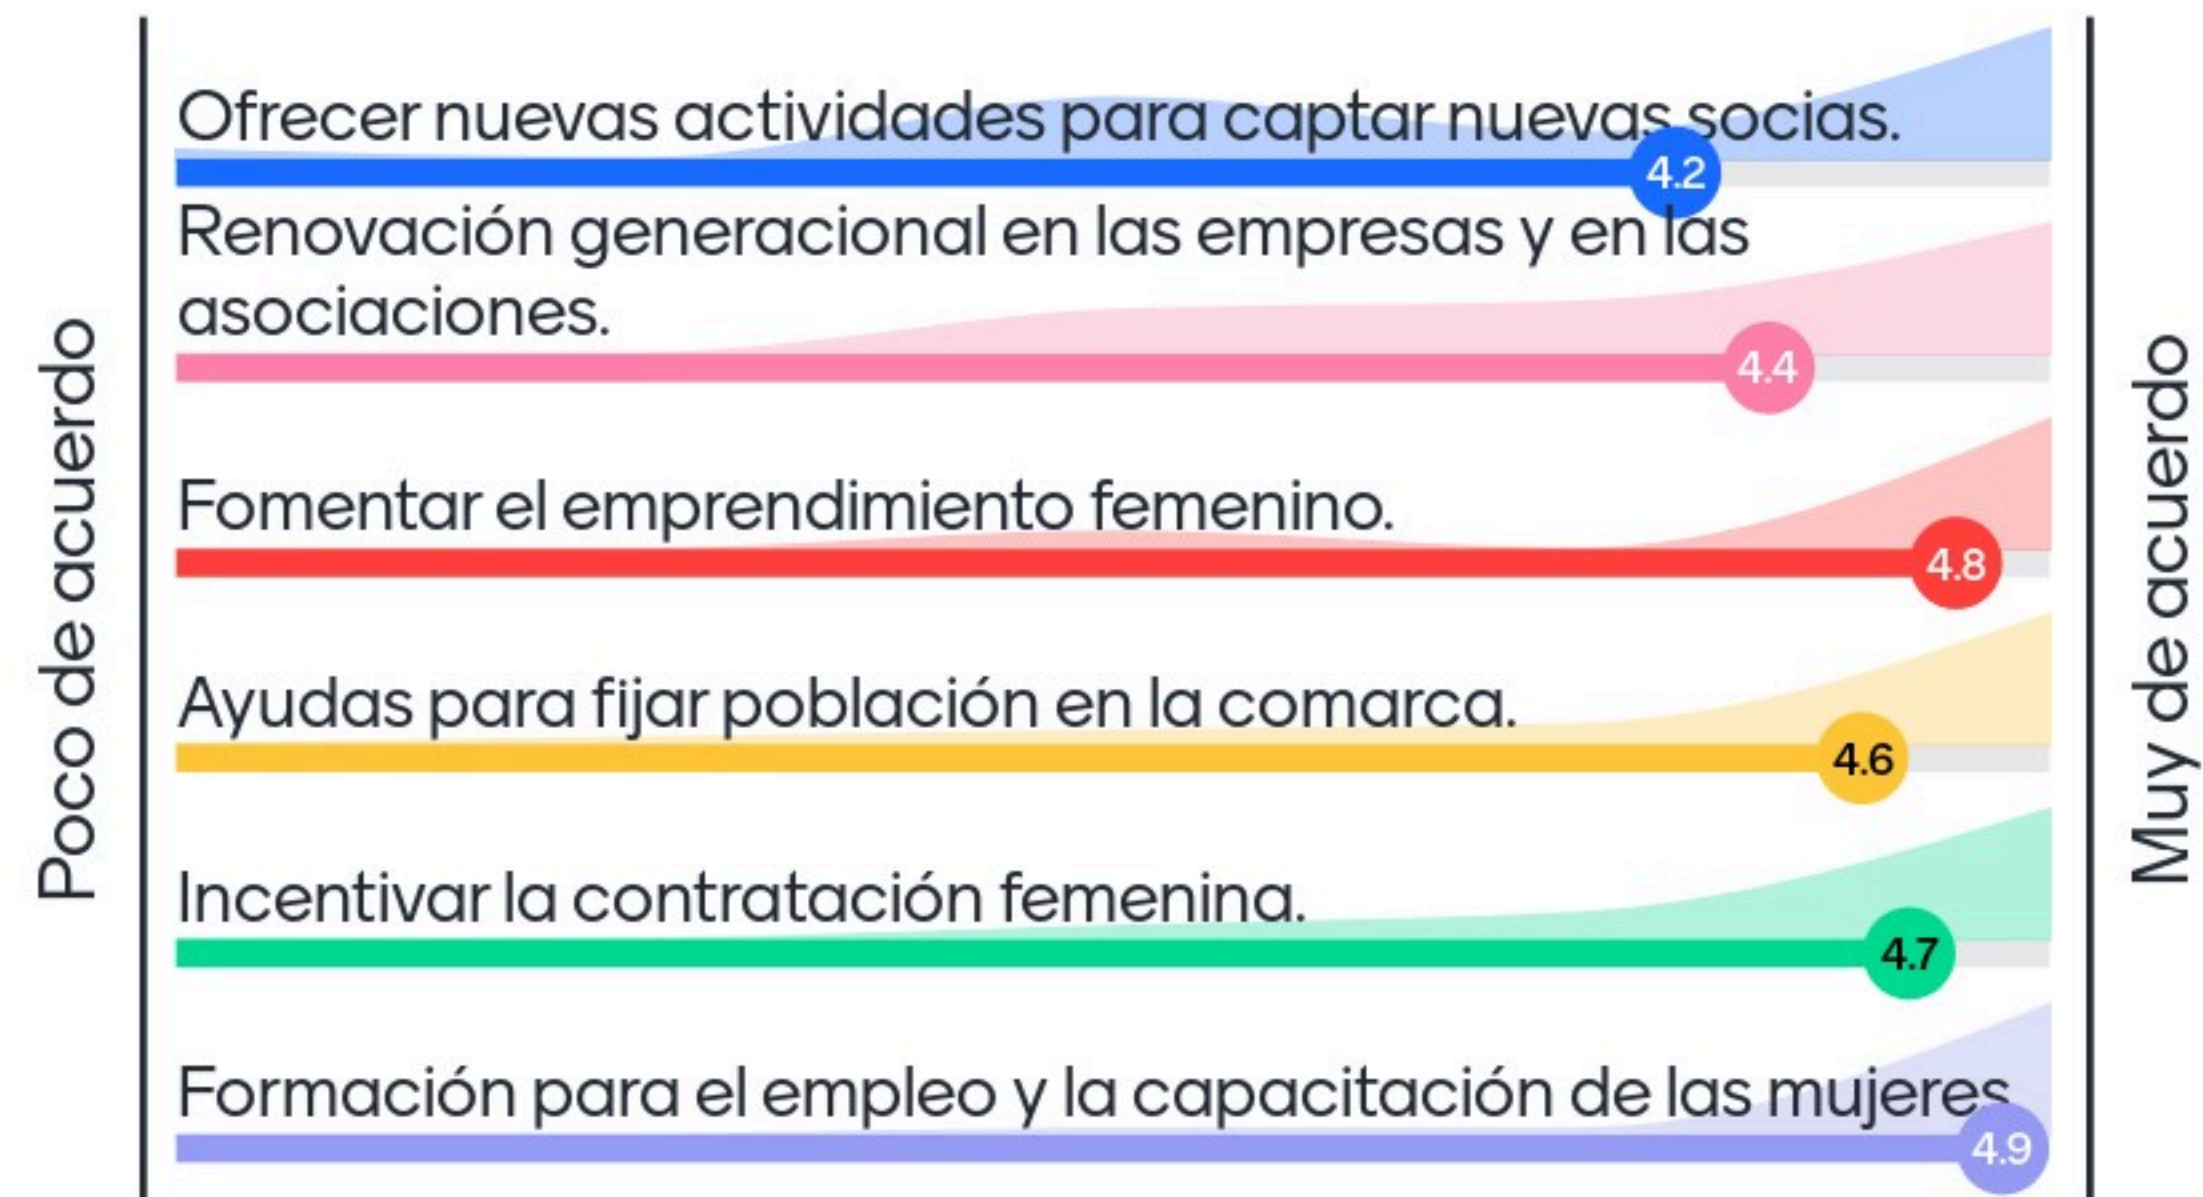 Poco de acuerdo
Ofrecer nuevas actividades para captar nuevas socias.
4.2
Renovación generacional en las empresas y en las
asociaciones.
4.4
Fomentar el emprendimiento femenino.
4.8
Ayudas para fijar población en la comarca.
4.6
Incentivar la contratación femenina.
4.7
Formación para el empleo y la capacitación de las mujeres
4.9
Muy de acuerdo